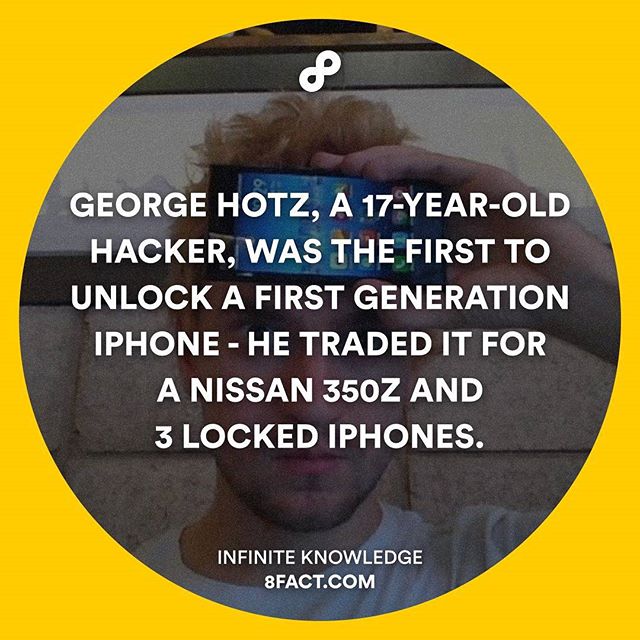 GEORGE HOTZ, A 17-YEAR-OLD
HACKER, WAS THE FIRST TO
UNLOCK A FIRST GENERATION
IPHONE - HE TRADED IT FOR
A NISSAN 350Z AND
3 LOCKED IPHONES.
INFINITE KNOWLEDGE
8FACT.COM